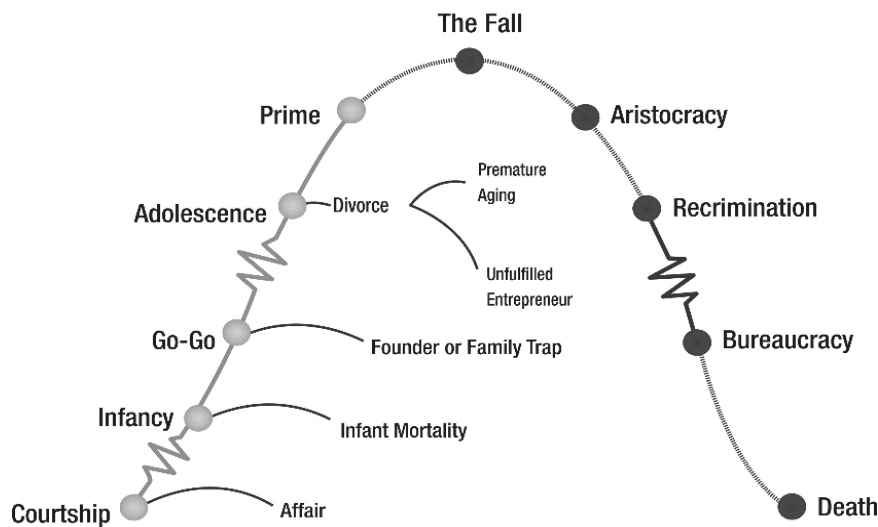 The Fall
Prime
Aristocracy
Premature
Aging
Adolescence
Divorce
Recrimination
Unfulfilled
Entrepreneur
Go-Go
Founder or Family Trap
Bureaucracy
Infancy
Infant Mortality
Courtship
Affair
Death